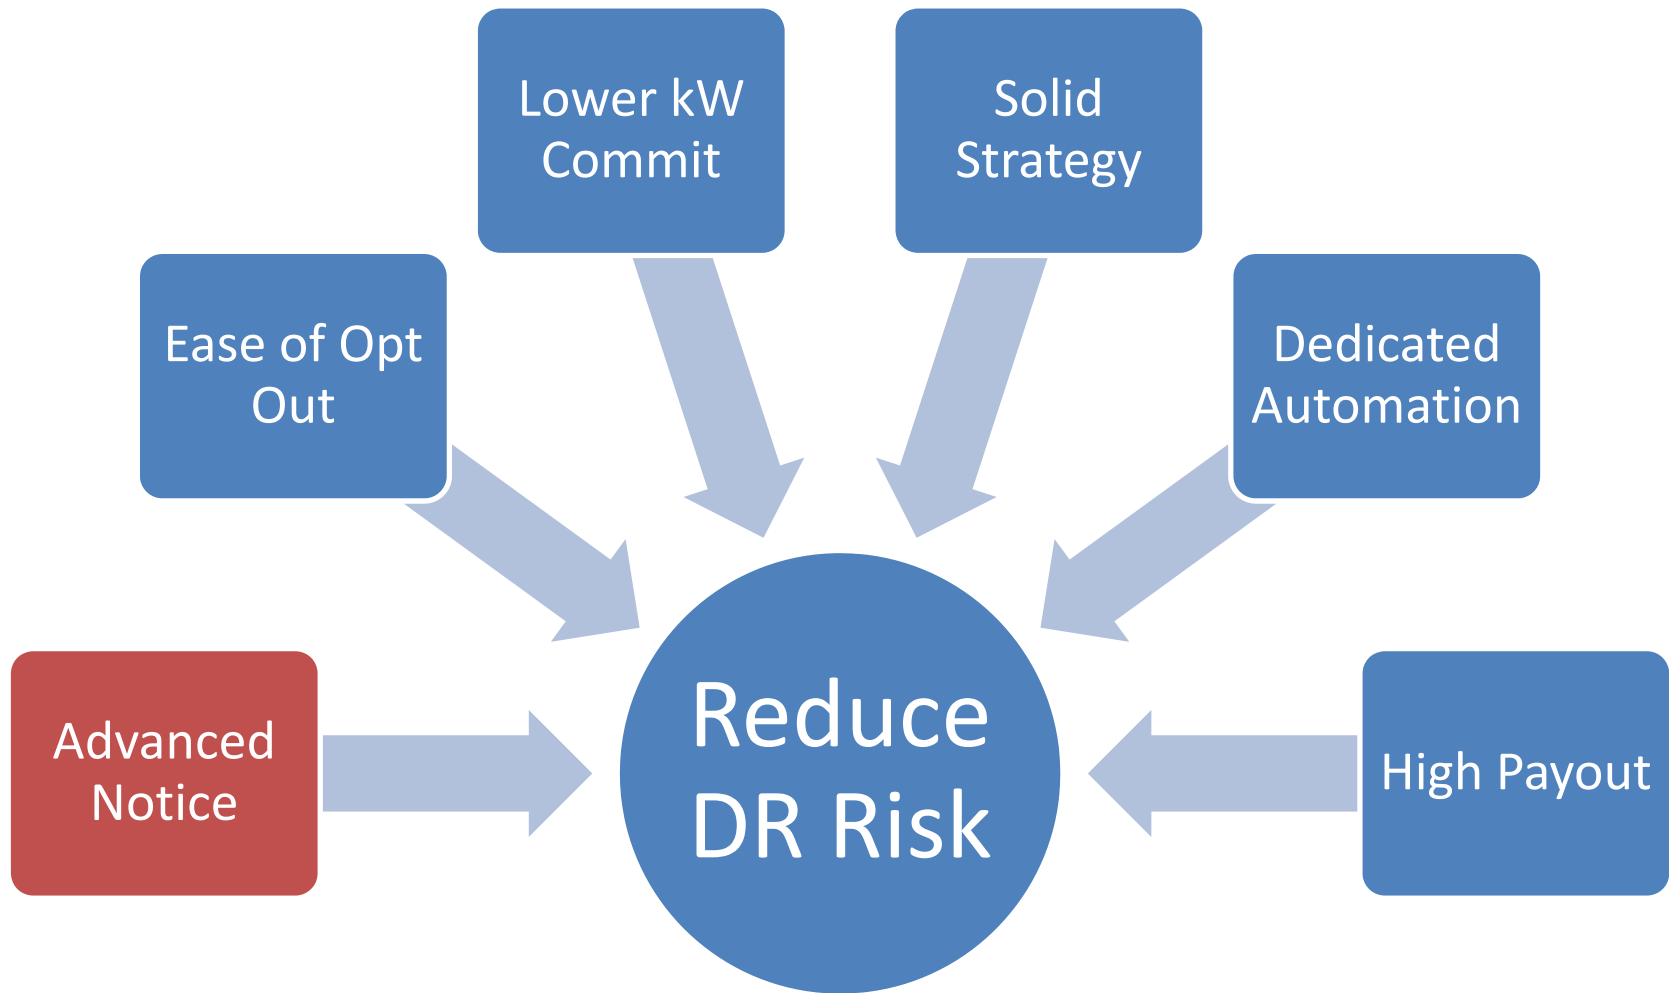 Lower kW
Commit
Solid
Strategy
Ease of Opt
Out
Dedicated
Automation
Advanced
Notice
Reduce
DR Risk
High Payout